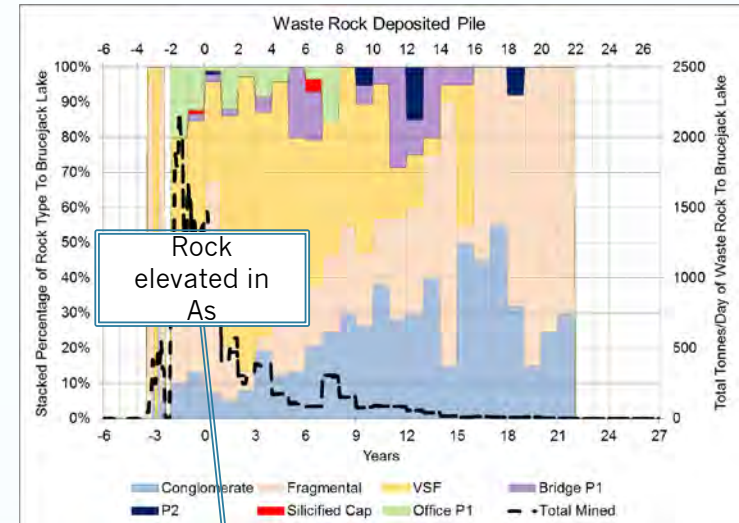 Waste Rock Deposited Pile
-6 -4 -2 0 2 4 6 8 10 12 14 16 18 20 22 24 26
100% 2500
90%
80% 2000
70%
60% 1500
50%
40% 1000
30%
20% 500
10%
0% 0
Stacked Percentage of Rock Type To Brucejack Lake
Total Tonnes/Day of Waste Rock To Brucejack Lake
Rock
elevated in
As
-6 -3 0 3 6 9 12 15 18 21 24 27
Years
Conglomerate Fragmental VSF Bridge P1
P2 Silicified Cap Office P1 Total Mined